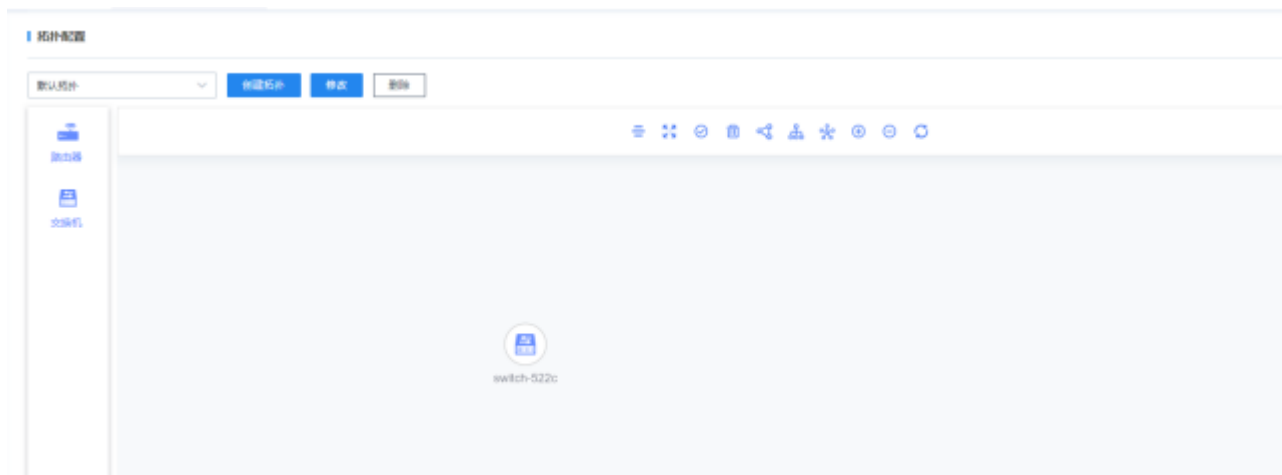 拓扑配置
默认拓扑
创建拓扑
修改
删除
路由器
交换机
switch-522c